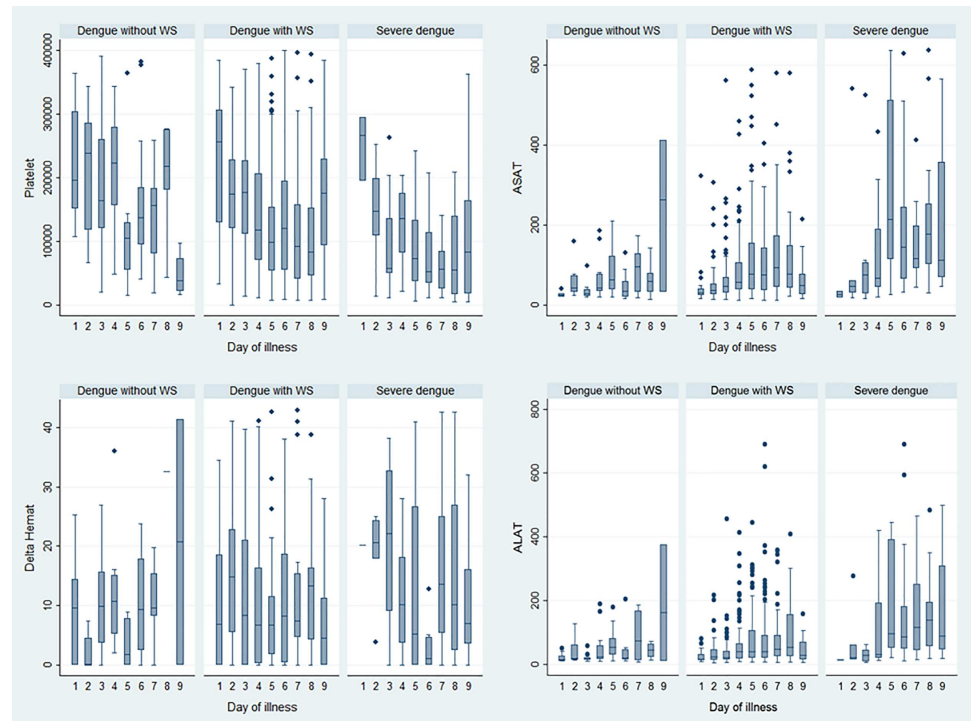 Dengue without WS Dengue with WS Severe dengue
Platelet
400000
300000
200000
100000
0
1 2 3 4 5 6 7 8 9 1 2 3 4 5 6 7 8 9 1 2 3 4 5 6 7 8 9
Day of illness
Dengue without WS Dengue with WS Severe dengue
ASAT
600
400
200
0
1 2 3 4 5 6 7 8 9 1 2 3 4 5 6 7 8 9 1 2 3 4 5 6 7 8 9
Day of illness
Dengue without WS Dengue with WS Severe dengue
Delta Hemat
40
30
20
10
0
1 2 3 4 5 6 7 8 9 1 2 3 4 5 6 7 8 9 1 2 3 4 5 6 7 8 9
Day of illness
Dengue without WS Dengue with WS Severe dengue
ALAT
800
600
400
200
0
1 2 3 4 5 6 7 8 9 1 2 3 4 5 6 7 8 9 1 2 3 4 5 6 7 8 9
Day of illness